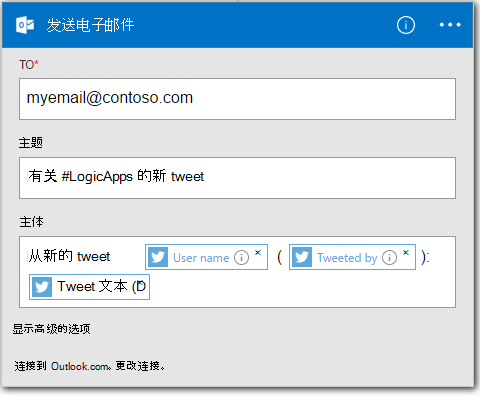 发送电子邮件
TO*
myemail@contoso.com
主题
有关 #LogicApps 的新 tweet
主体
从新的 tweet User name ( Tweeted by ):
Tweet 文本 (D
显示高级的选项
连接到 Outlook.com。更改连接。